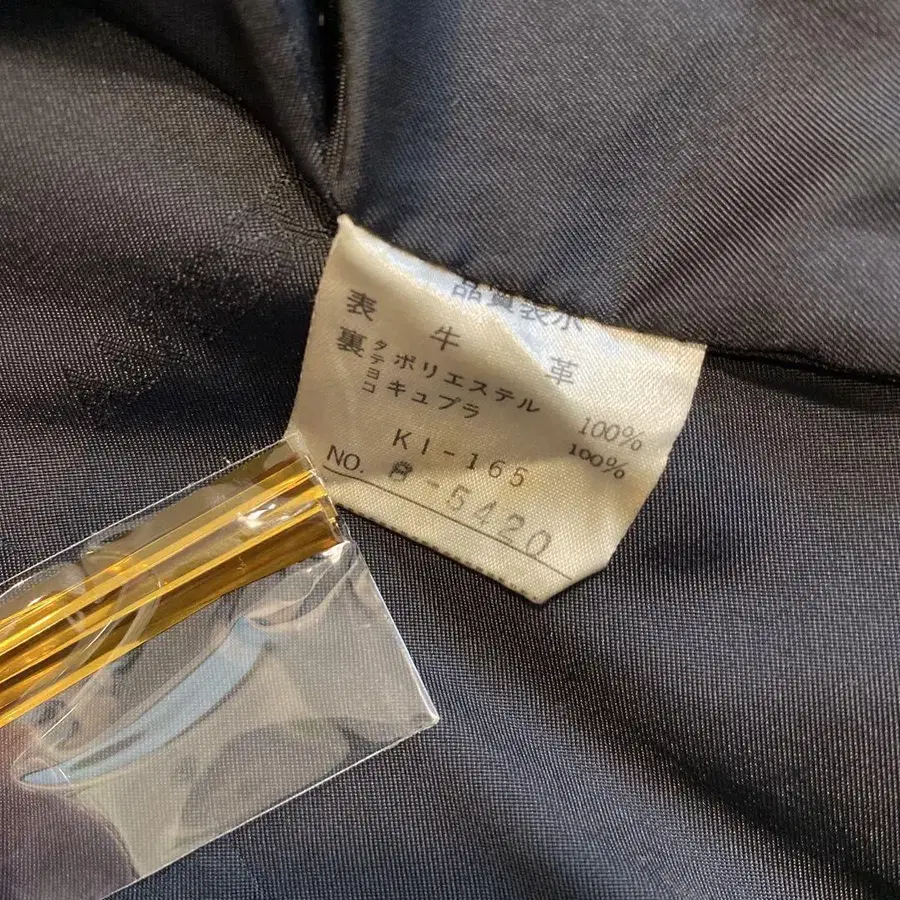 品質表示
表 牛 革
裏 タテ ポリエステル 100%
ヨコ キュプラ 100%
KI-165
NO. 8-5420